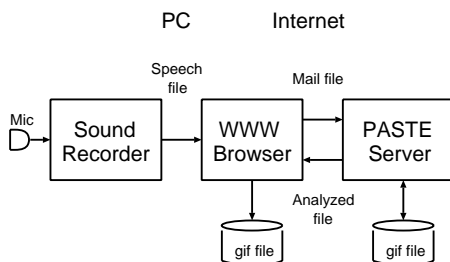 PC Internet
Speech
file
Mail file
Mic
Sound
Recorder
WWW
Browser
PASTE
Server
Analyzed
file
gif file
gif file